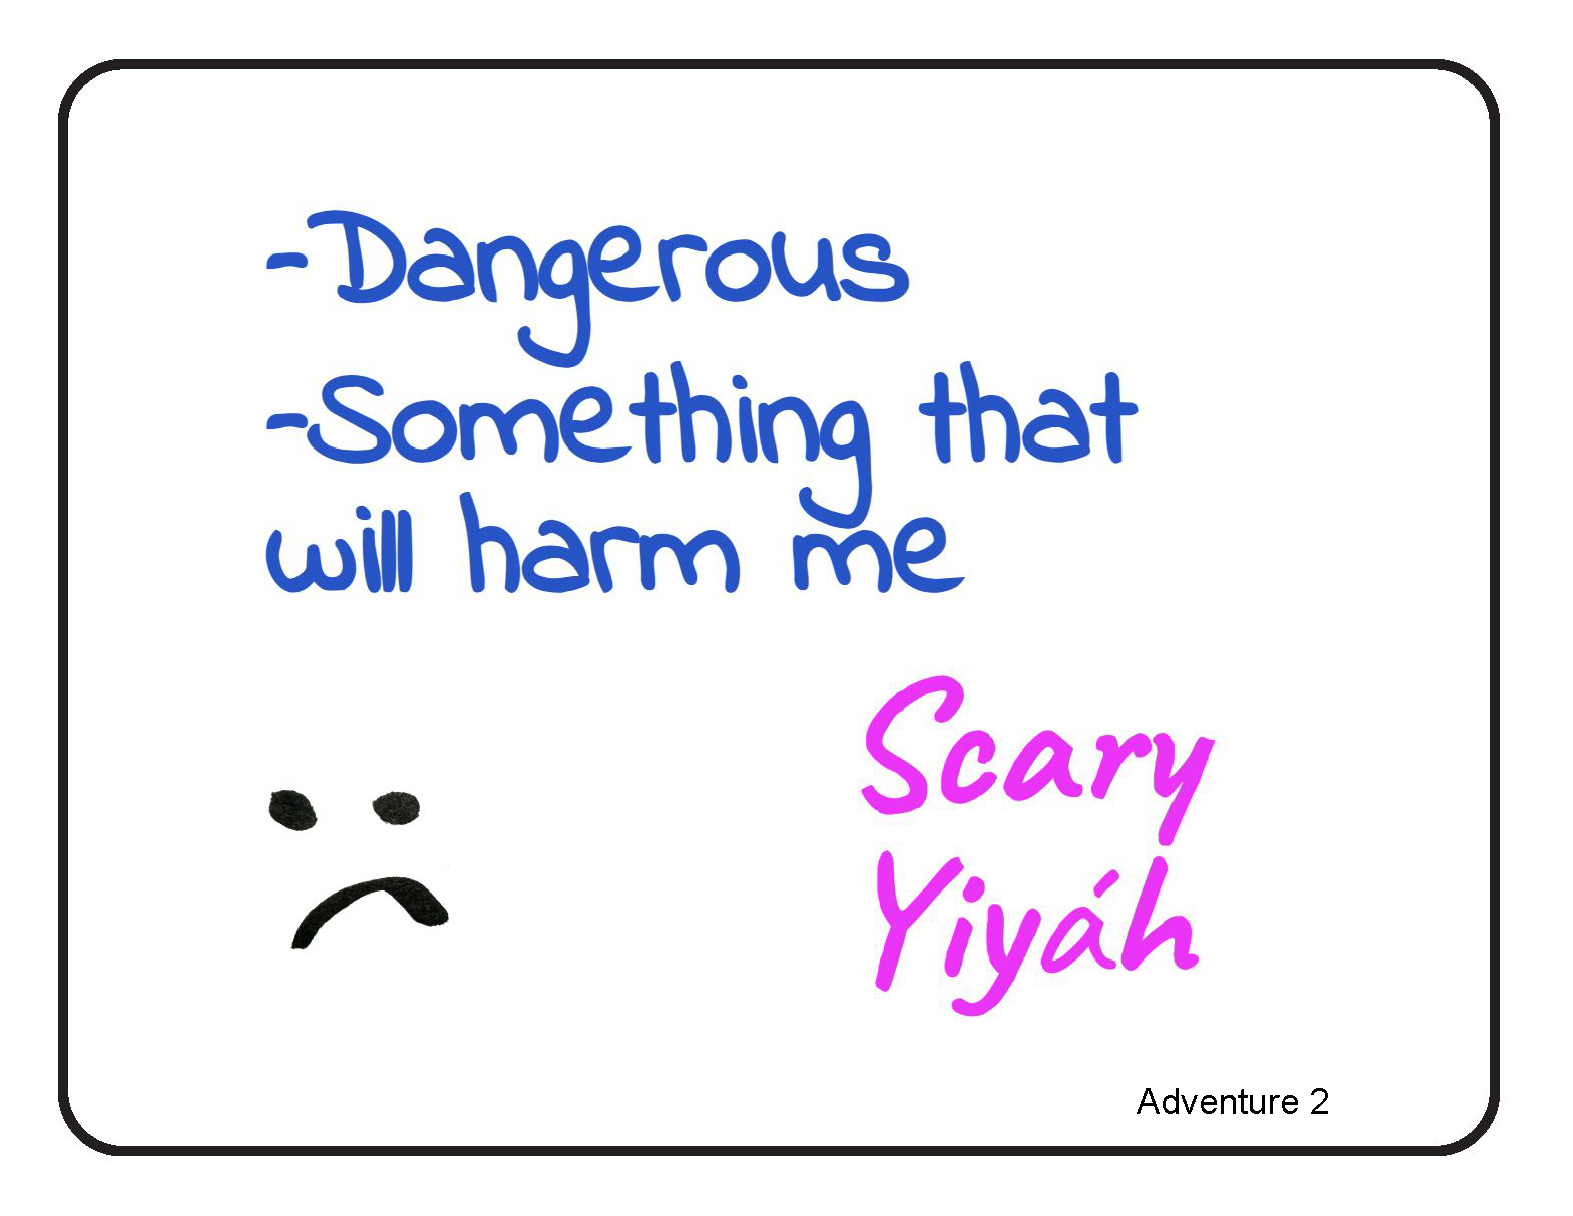 -Dangerous
-Something that
will harm me
Scary
Yiyáh
Adventure 2